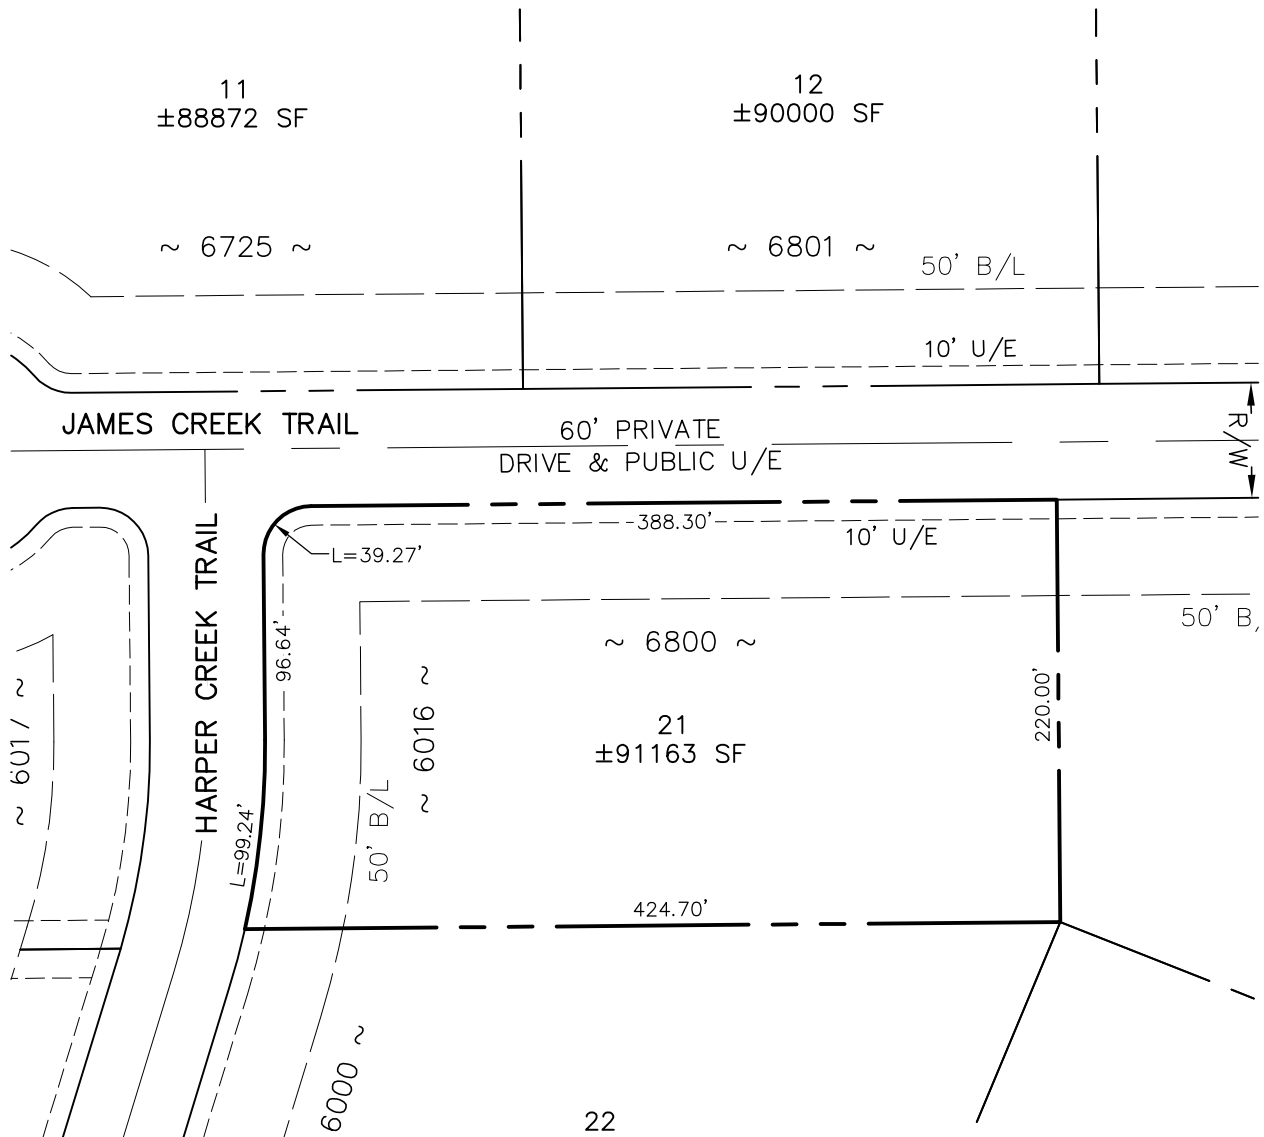 11
±88872 SF
12
±90000 SF
~ 6725 ~
~ 6801 ~
50' B/L
10' U/E
JAMES CREEK TRAIL
60' PRIVATE
DRIVE & PUBLIC U/E
R/W
388.30'
10' U/E
L=39.27'
HARPER CREEK TRAIL
96.64'
50' B/
~ 6800 ~
~ 6016 ~
21
±91163 SF
220.00'
~ 601/ ~
L=99.24'
50' B/L
424.70'
6000 ~
22